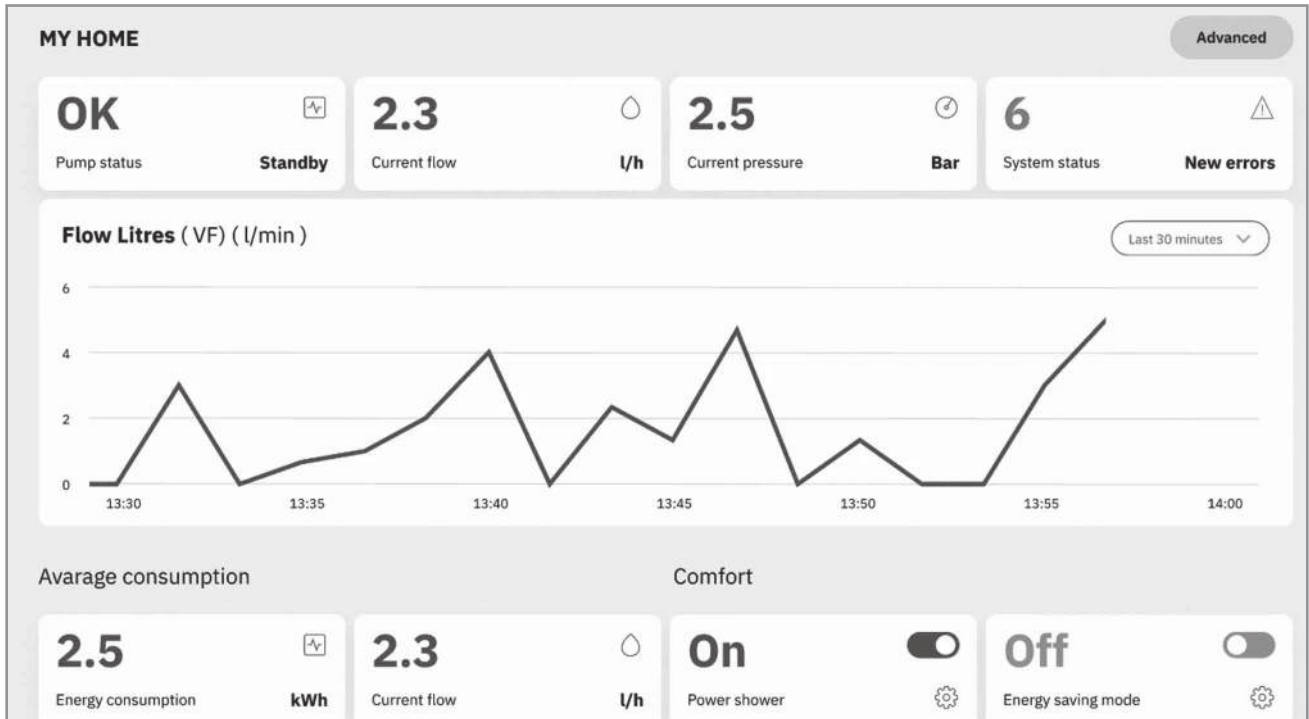 MY HOME
Advanced
OK
Pump status
Standby
2.3
Current flow
l/h
2.5
Current pressure
Bar
6
System status
New errors
Flow Litres ( VF) ( l/min )
Last 30 minutes
6
4
2
0
13:30 13:35 13:40 13:45 13:50 13:55 14:00
Avarage consumption
2.5
Energy consumption
kWh
2.3
Current flow
l/h
Comfort
On
Power shower
Off
Energy saving mode